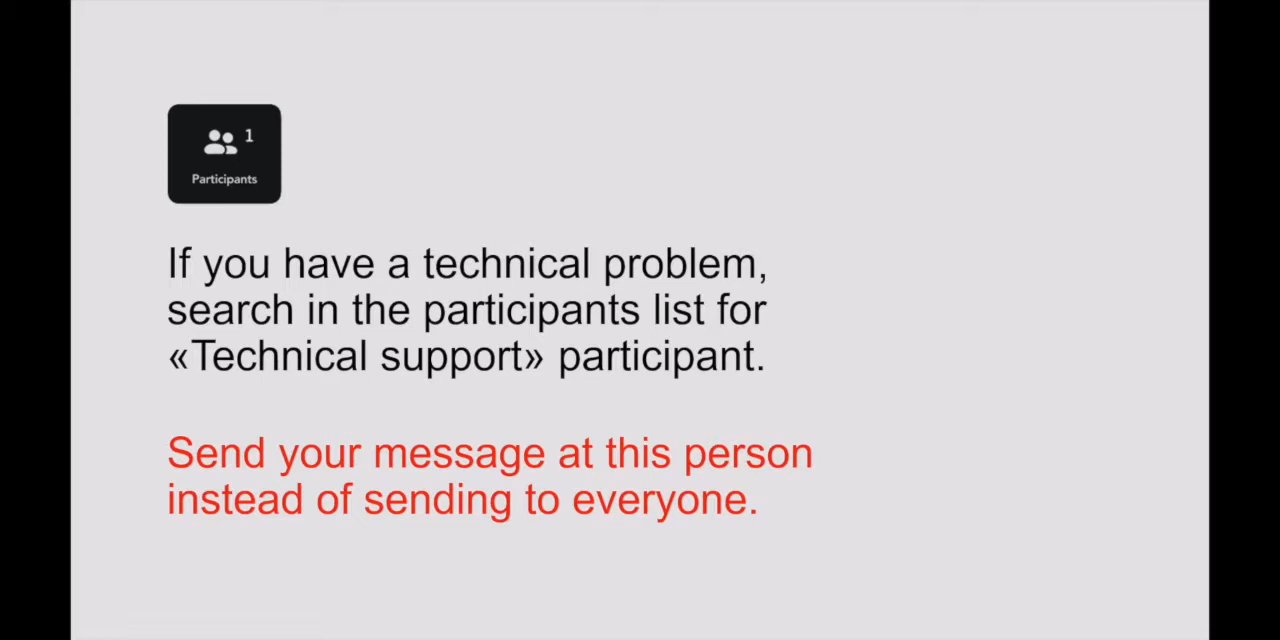 1
Participants
If you have a technical problem,
search in the participants list for
«Technical support» participant.
Send your message at this person
instead of sending to everyone.